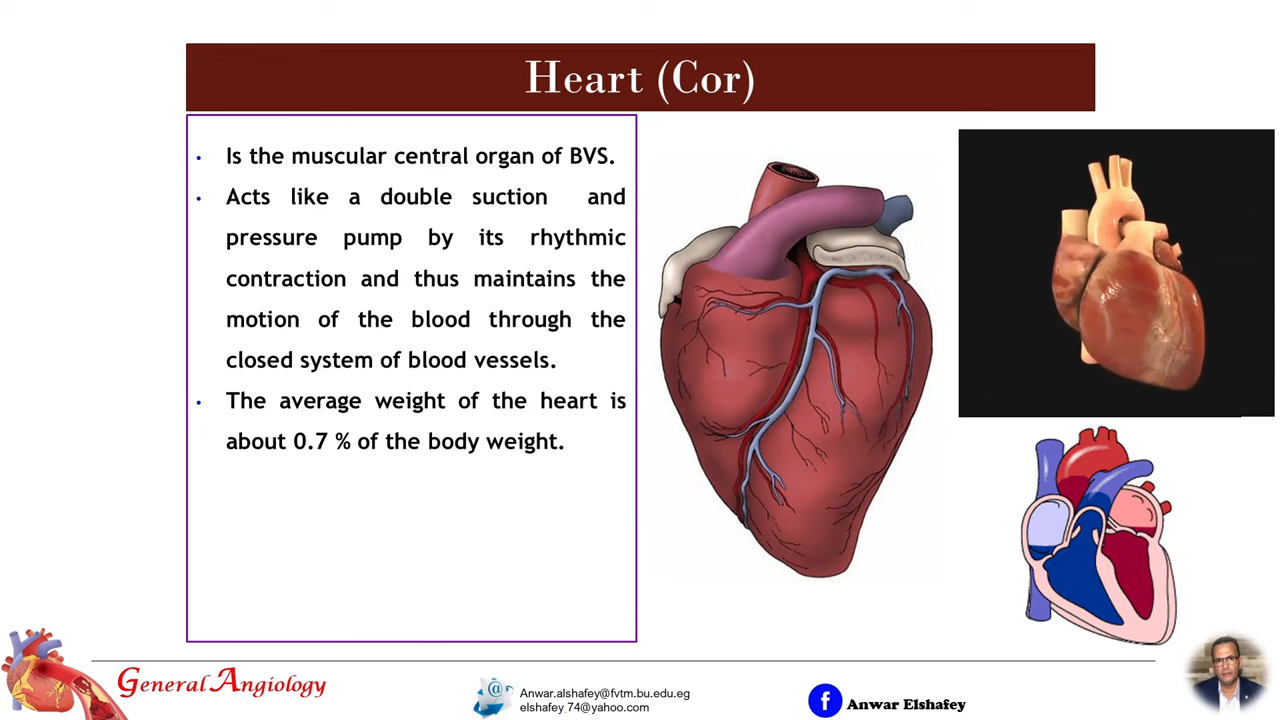 Heart (Cor)
• Is the muscular central organ of BVS.
• Acts like a double suction and
pressure pump by its rhythmic
contraction and thus maintains the
motion of the blood through the
closed system of blood vessels.
• The average weight of the heart is
about 0.7 % of the body weight.
General Angiology
@
Anwar.alshafey@fvtm.bu.edu.eg
elshafey 74@yahoo.com
f
Anwar Elshafey